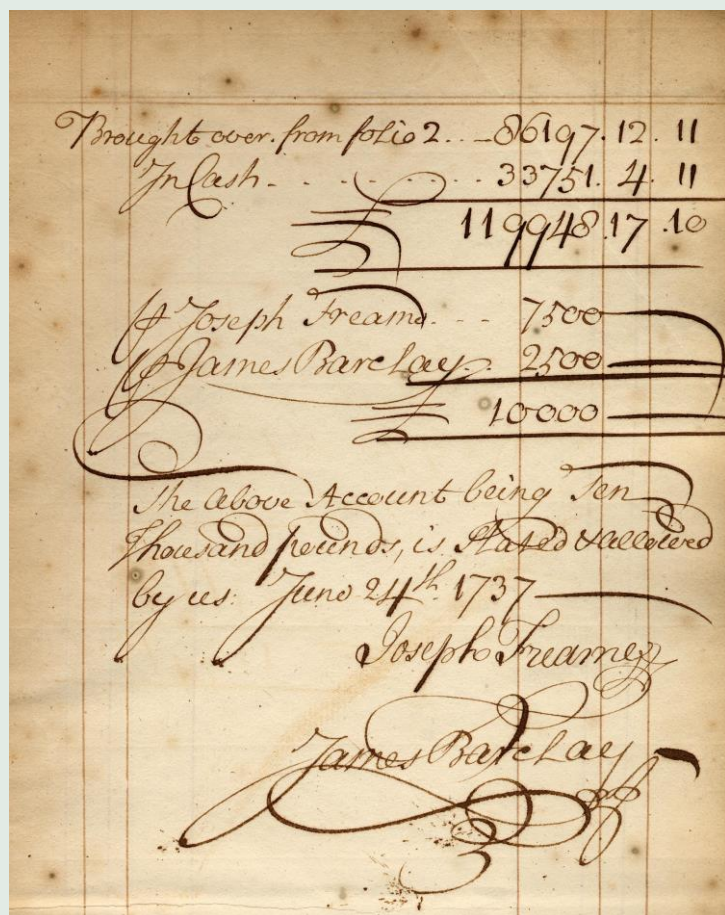 Brought over. from folio 2. . . 86197. 12. 11
In Cash. . . . . . . . . . 33751. 4. 11
119948. 17. 10
₱ Joseph Freame. . . 7500
₱ James Barclay. . . 2500
10000
The above Account being Ten
Thousand pounds, is Stated & allowed
by us. June 24th. 1737
Joseph Freame
James Barclay